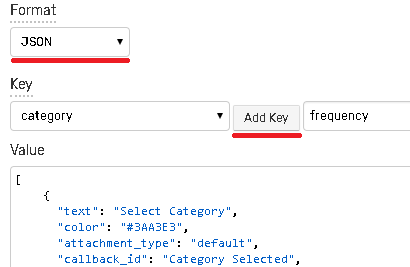 Format
JSON
Key
category Add Key frequency
Value
[
{
"text": "Select Category",
"color": "#3AA3E3",
"attachment_type": "default",
"callback_id": "Category Selected",